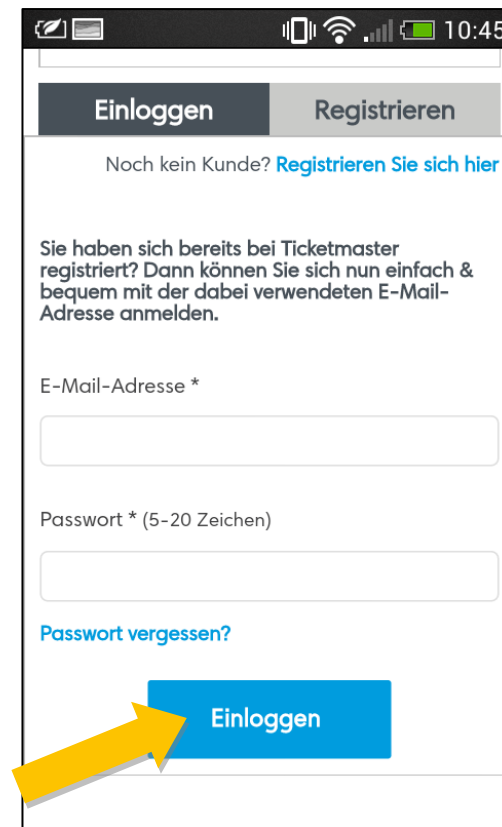 10:45
Einloggen Registrieren
Noch kein Kunde? Registrieren Sie sich hier
Sie haben sich bereits bei Ticketmaster
registriert? Dann können Sie sich nun einfach &
bequem mit der dabei verwendeten E-Mail-
Adresse anmelden.
E-Mail-Adresse *
Passwort * (5-20 Zeichen)
Passwort vergessen?
Einloggen